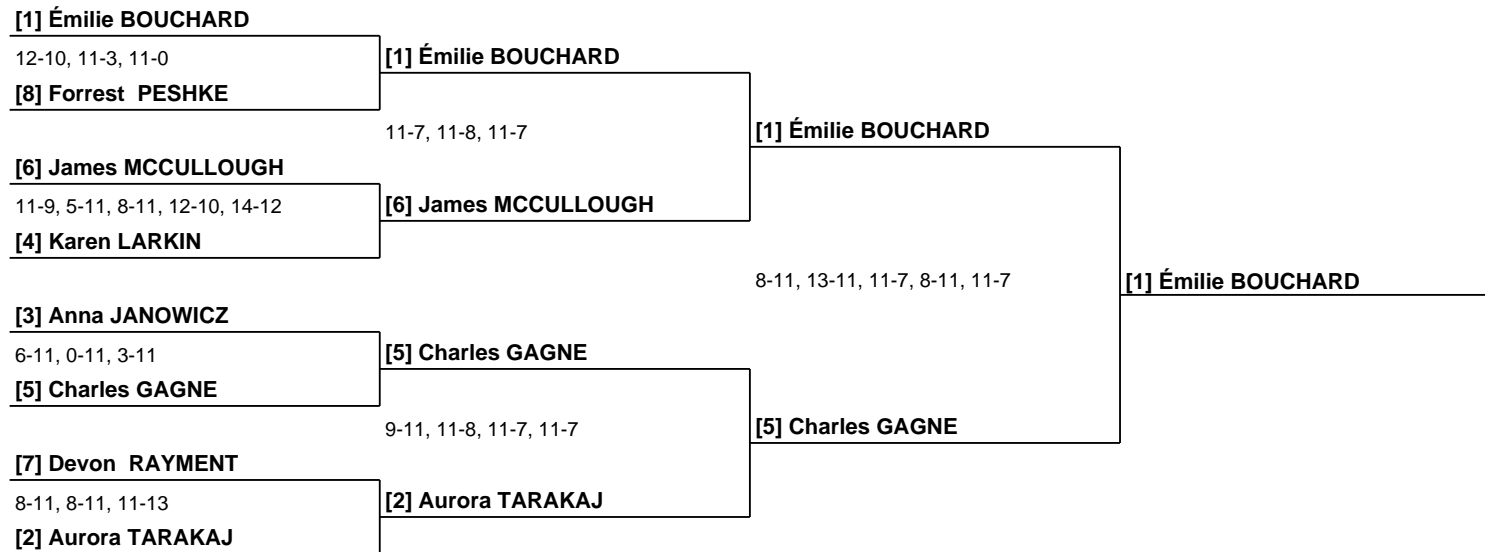 [1] Émilie BOUCHARD
12-10, 11-3, 11-0
[8] Forrest  PESHKE
[6] James MCCULLOUGH
11-9, 5-11, 8-11, 12-10, 14-12
[4] Karen LARKIN
[3] Anna JANOWICZ
6-11, 0-11, 3-11
[5] Charles GAGNE
[7] Devon  RAYMENT
8-11, 8-11, 11-13
[2] Aurora TARAKAJ
[1] Émilie BOUCHARD
11-7, 11-8, 11-7
[6] James MCCULLOUGH
[5] Charles GAGNE
9-11, 11-8, 11-7, 11-7
[2] Aurora TARAKAJ
[1] Émilie BOUCHARD
8-11, 13-11, 11-7, 8-11, 11-7
[5] Charles GAGNE
[1] Émilie BOUCHARD